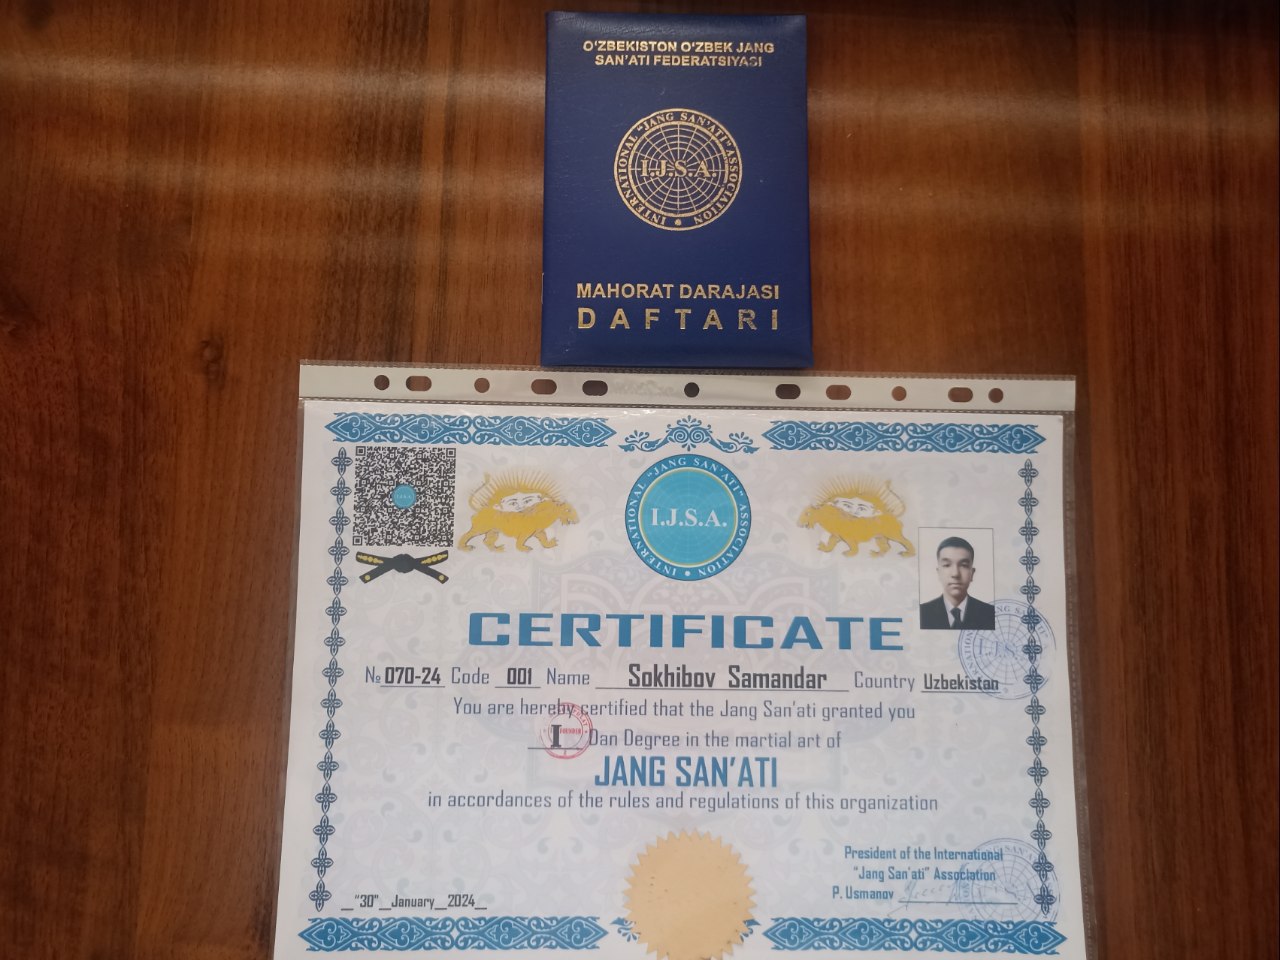 O'ZBEKISTON O'ZBEK JANG
SAN'ATI FEDERATSIYASI
INTERNATIONAL "JANG SAN'ATI" ASSOCIATION
I.J.S.A.
MAHORAT DARAJASI
DAFTARI
INTERNATIONAL "JANG SAN'ATI" ASSOCIATION
I.J.S.A.
CERTIFICATE
№ 070-24 Code 001 Name Sokhibov Samandar Country Uzbekistan
You are hereby certified that the Jang San'ati granted you
I Dan Degree in the martial art of
JANG SAN'ATI
in accordances of the rules and regulations of this organization
President of the International
"Jang San'ati" Association
P. Usmanov
"30" January 2024